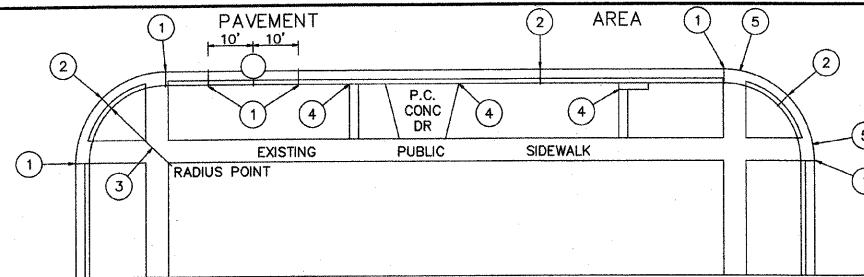 PAVEMENT AREA
10' 10'
1 2 1 5
2 2
1 4 P.C. CONC DR 4 4
5
EXISTING PUBLIC SIDEWALK
1
3 RADIUS POINT